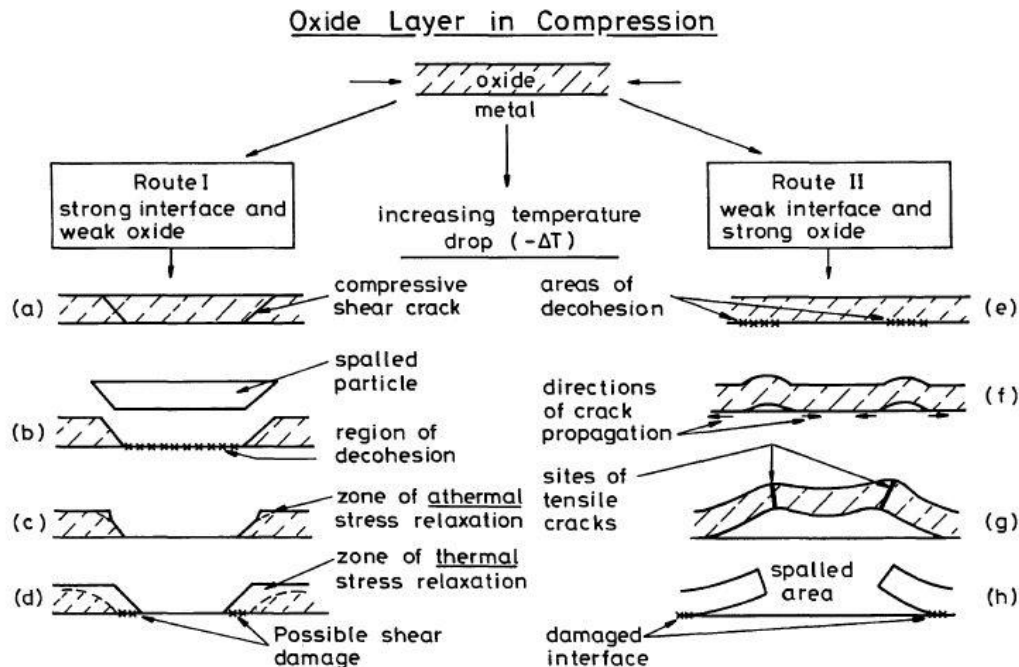 Oxide Layer in Compression
oxide
metal
Route I
strong interface and
weak oxide
increasing temperature
drop (-ΔT)
Route II
weak interface and
strong oxide
(a)
compressive
shear crack
areas of
decohesion
(e)
spalled
particle
(b)
region of
decohesion
directions
of crack
propagation
(f)
(c)
zone of athermal
stress relaxation
sites of
tensile
cracks
(g)
(d)
zone of thermal
stress relaxation
Possible shear
damage
spalled
area
(h)
damaged
interface